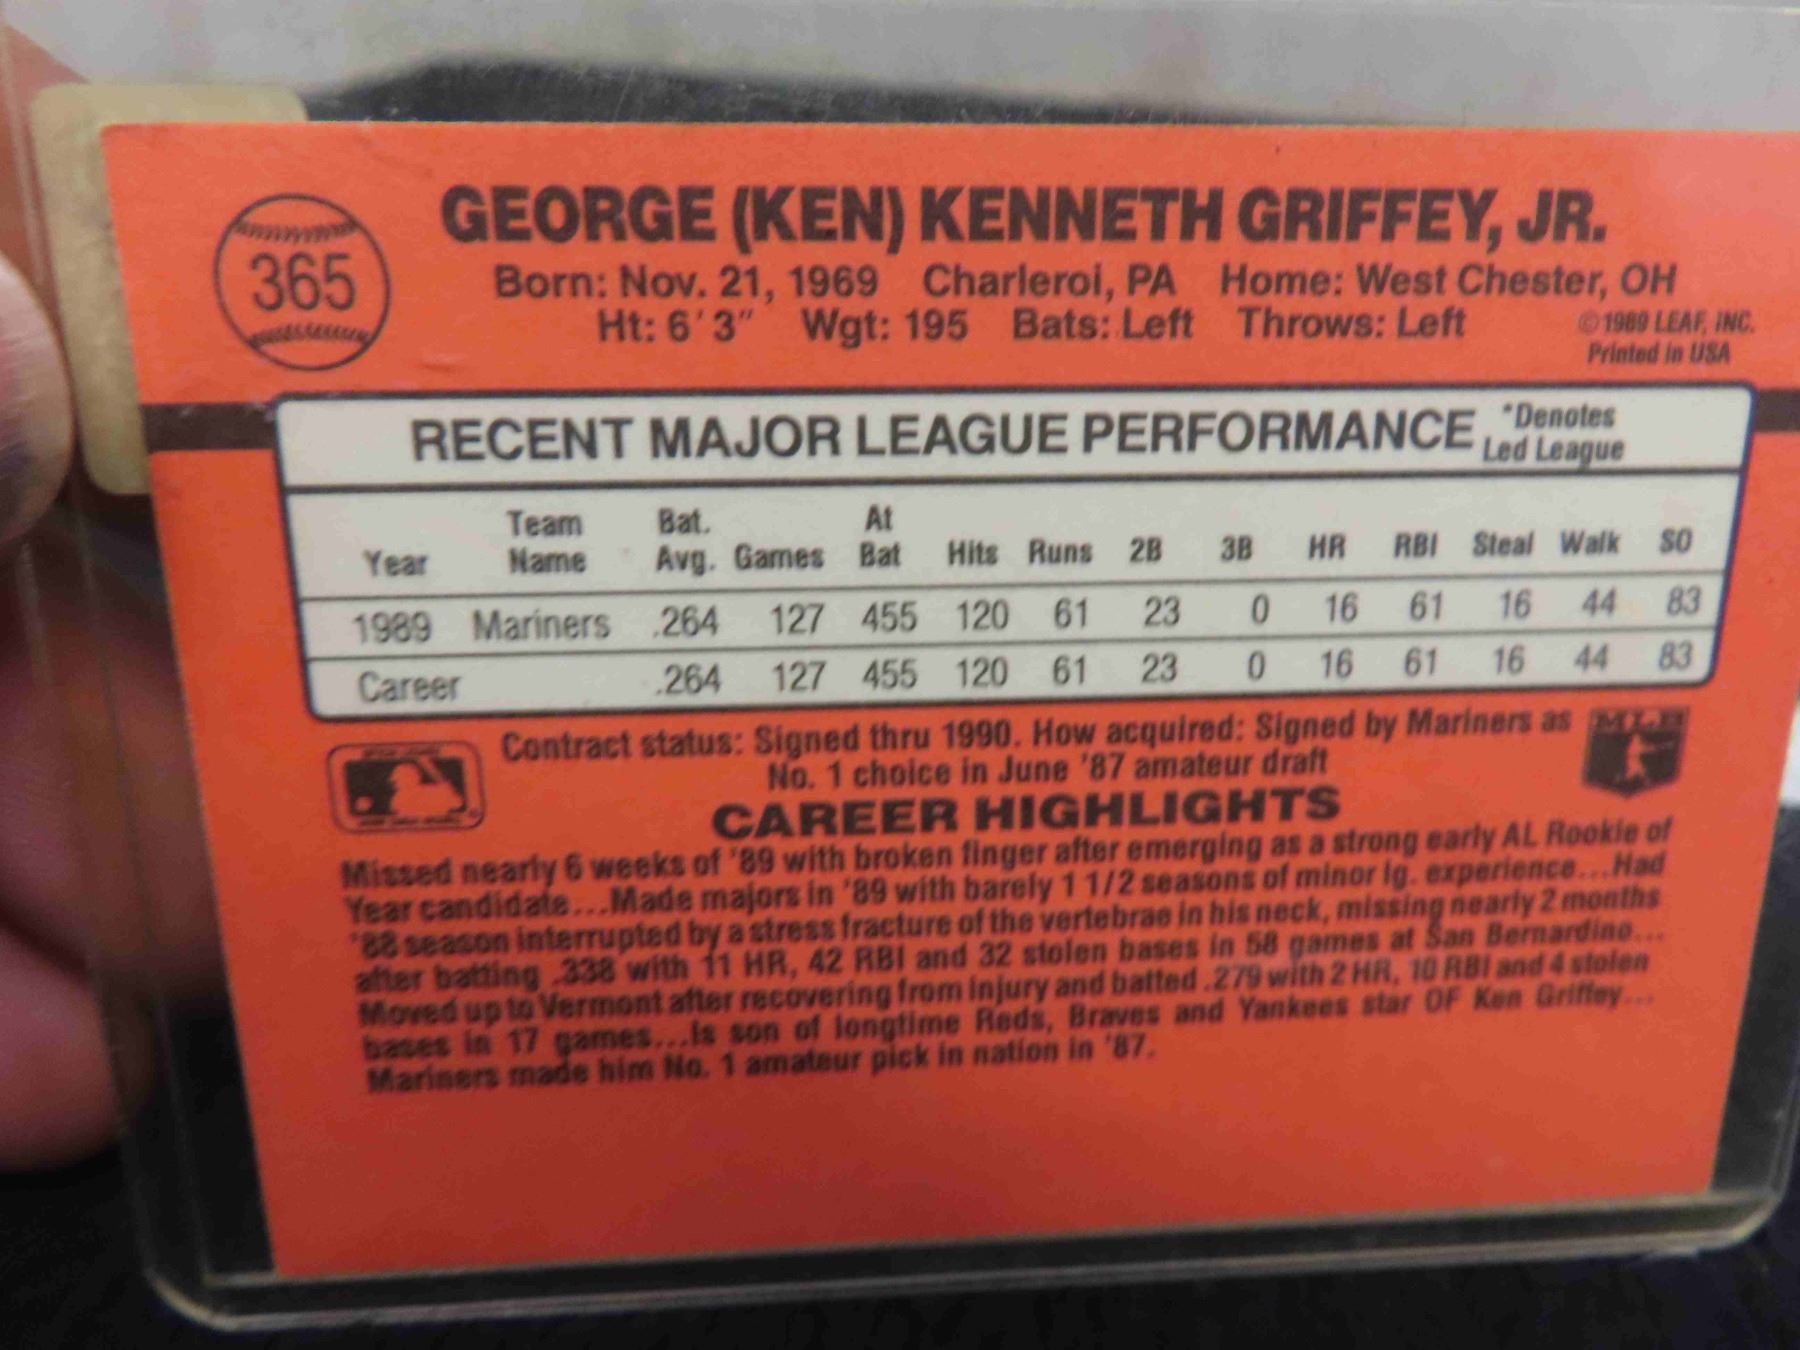 365
GEORGE (KEN) KENNETH GRIFFEY, JR.
Born: Nov. 21, 1969 Charleroi, PA Home: West Chester, OH
Ht: 6'3" Wgt: 195 Bats: Left Throws: Left
© 1989 LEAF, INC.
Printed in USA
RECENT MAJOR LEAGUE PERFORMANCE *Denotes Led League
Year Team Name Bat. Avg. Games At Bat Hits Runs 2B 3B HR RBI Steal Walk SO
1989 Mariners .264 127 455 120 61 23 0 16 61 16 44 83
Career .264 127 455 120 61 23 0 16 61 16 44 83
Contract status: Signed thru 1990. How acquired: Signed by Mariners as
No. 1 choice in June '87 amateur draft
MLB
CAREER HIGHLIGHTS
Missed nearly 6 weeks of '89 with broken finger after emerging as a strong early AL Rookie of
Year candidate...Made majors in '89 with barely 1 1/2 seasons of minor lg. experience...Had
'88 season interrupted by a stress fracture of the vertebrae in his neck, missing nearly 2 months
after batting .338 with 11 HR, 42 RBI and 32 stolen bases in 58 games at San Bernardino...
Moved up to Vermont after recovering from injury and batted .279 with 2 HR, 10 RBI and 4 stolen
bases in 17 games...Is son of longtime Reds, Braves and Yankees star OF Ken Griffey...
Mariners made him No. 1 amateur pick in nation in '87.